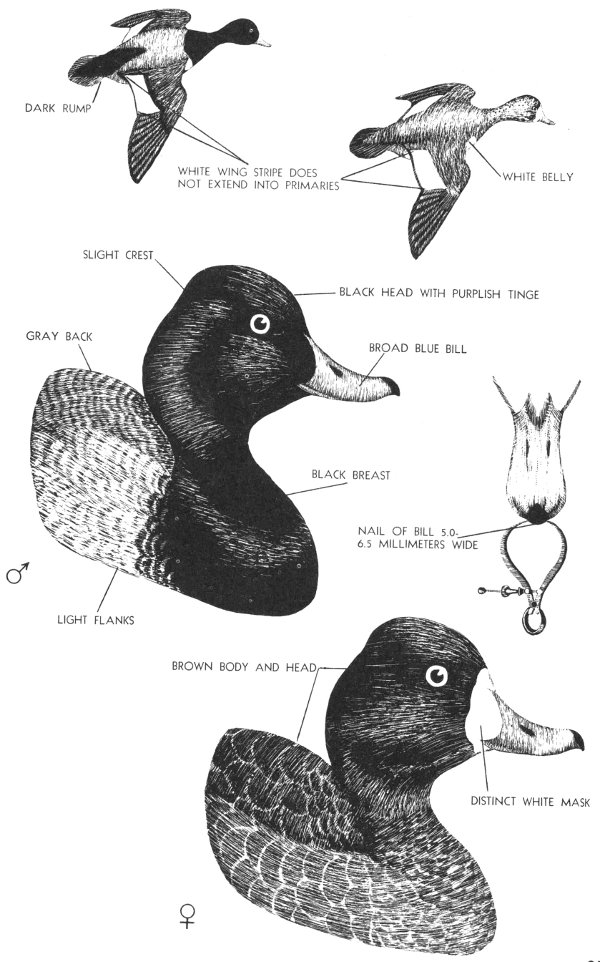 DARK RUMP
WHITE WING STRIPE DOES
NOT EXTEND INTO PRIMARIES
WHITE BELLY
SLIGHT CREST
BLACK HEAD WITH PURPLISH TINGE
GRAY BACK
BROAD BLUE BILL
BLACK BREAST
NAIL OF BILL 5.0-
6.5 MILLIMETERS WIDE
♂
LIGHT FLANKS
BROWN BODY AND HEAD
DISTINCT WHITE MASK
♀